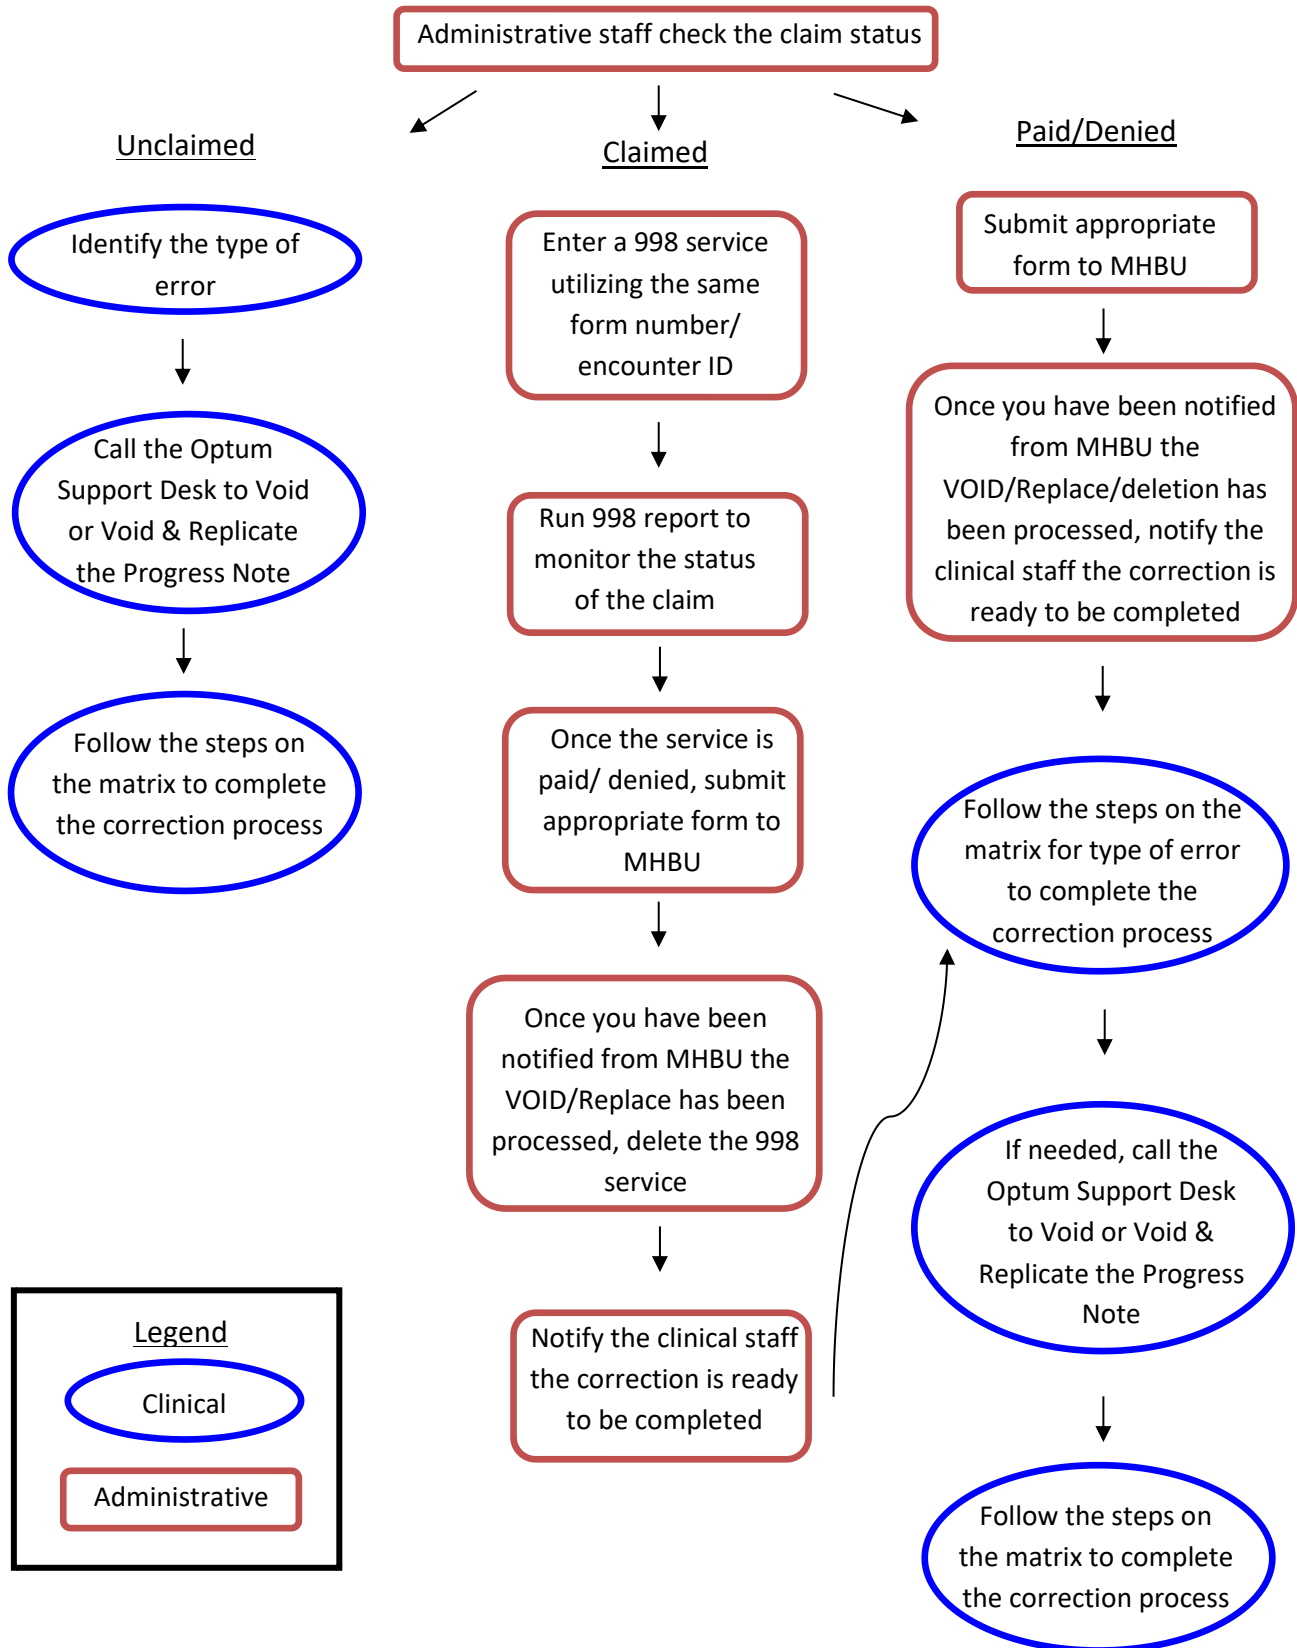 Administrative staff check the claim status
Unclaimed
Identify the type of
error
Call the Optum
Support Desk to Void
or Void & Replicate
the Progress Note
Follow the steps on
the matrix to complete
the correction process
Claimed
Enter a 998 service
utilizing the same
form number/
encounter ID
Run 998 report to
monitor the status
of the claim
Once the service is
paid/ denied, submit
appropriate form to
MHBU
Once you have been
notified from MHBU the
VOID/Replace has been
processed, delete the 998
service
Notify the clinical staff
the correction is ready
to be completed
Paid/Denied
Submit appropriate
form to MHBU
Once you have been notified
from MHBU the
VOID/Replace/deletion has
been processed, notify the
clinical staff the correction is
ready to be completed
Follow the steps on the
matrix for type of error
to complete the
correction process
If needed, call the
Optum Support Desk
to Void or Void &
Replicate the Progress
Note
Follow the steps on
the matrix to complete
the correction process
Legend
Clinical
Administrative